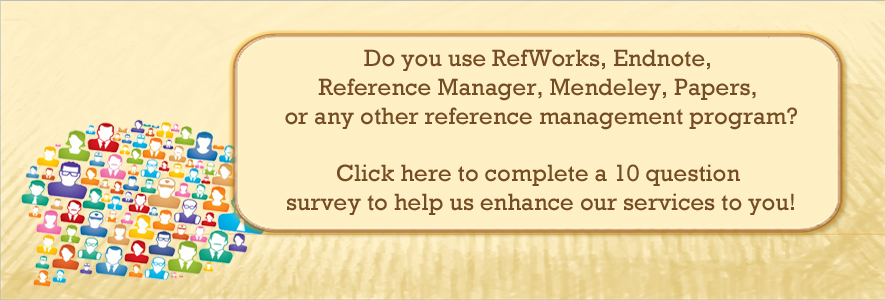 Do you use RefWorks, Endnote,
Reference Manager, Mendeley, Papers,
or any other reference management program?
Click here to complete a 10 question
survey to help us enhance our services to you!